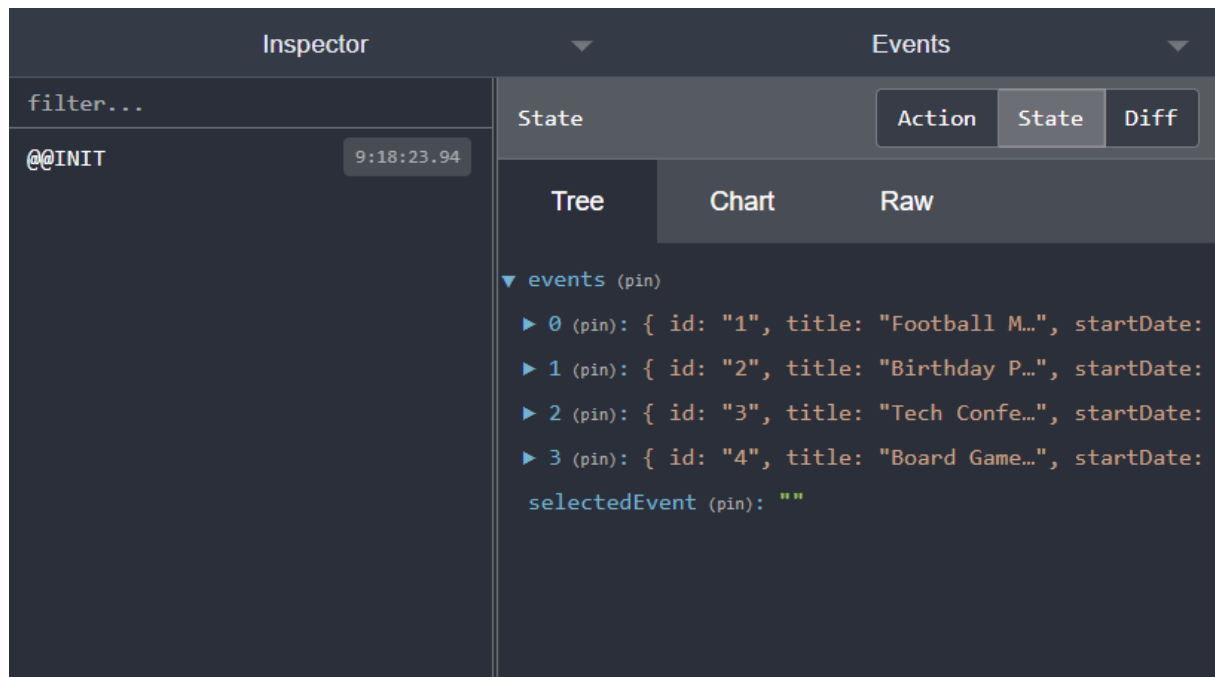 Inspector
Events
filter...
@@INIT 9:18:23.94
State
Action State Diff
Tree Chart Raw
▼ events (pin)
▶ 0 (pin): { id: "1", title: "Football M…", startDate:
▶ 1 (pin): { id: "2", title: "Birthday P…", startDate:
▶ 2 (pin): { id: "3", title: "Tech Confe…", startDate:
▶ 3 (pin): { id: "4", title: "Board Game…", startDate:
selectedEvent (pin): ""